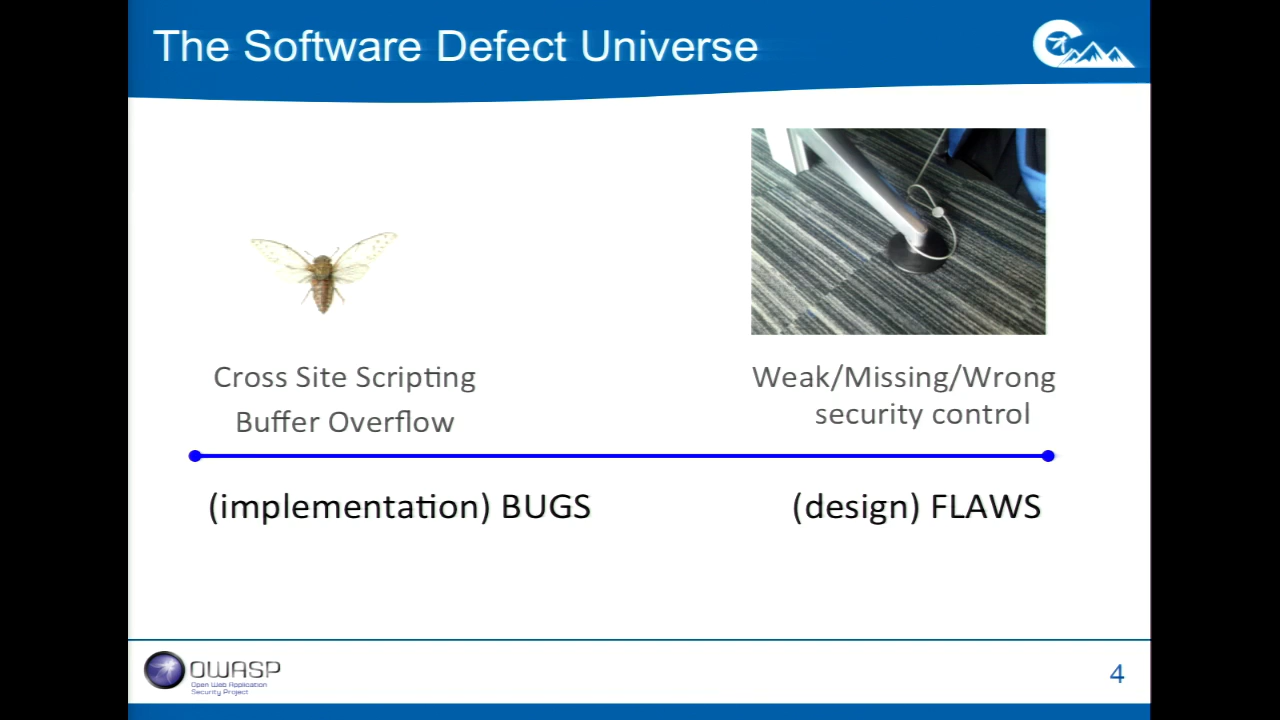 The Software Defect Universe
Cross Site Scripting
Buffer Overflow
Weak/Missing/Wrong
security control
(implementation) BUGS
(design) FLAWS
OWASP
Open Web Application
Security Project
4